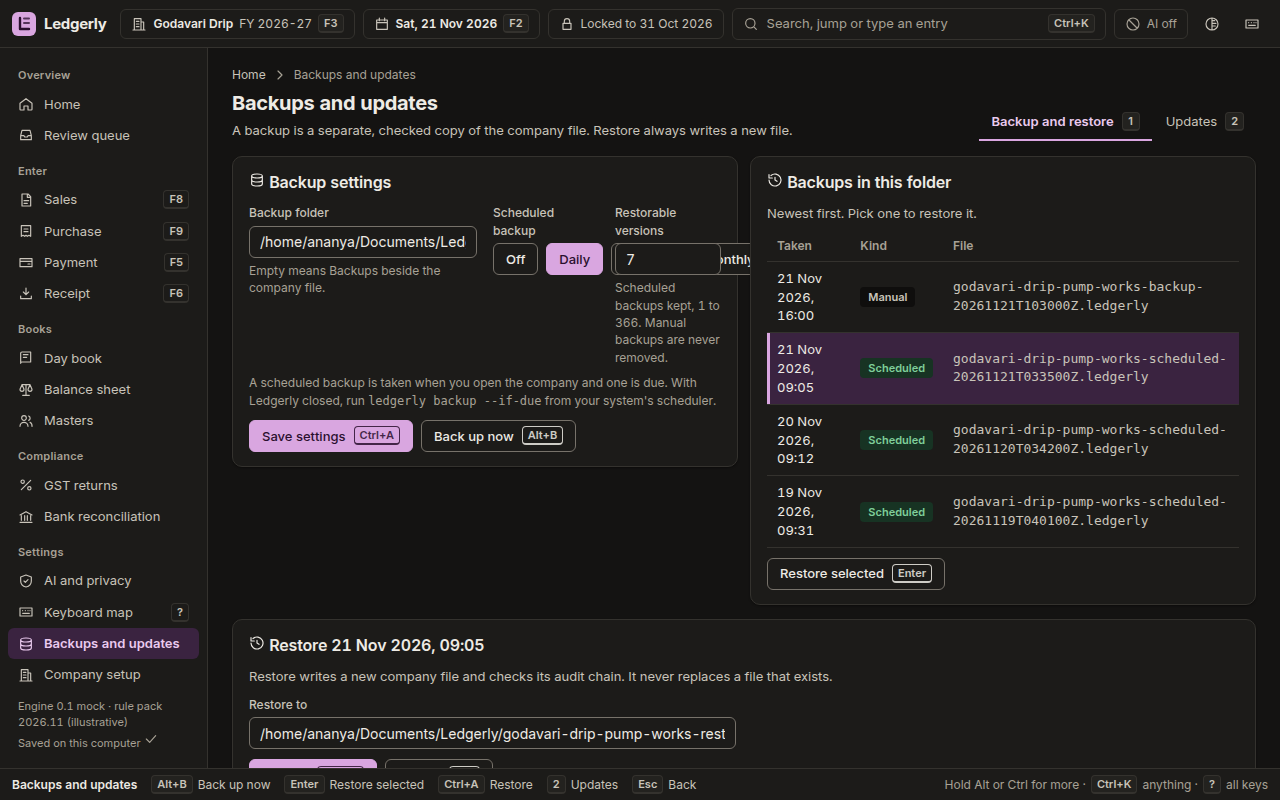 Ledgerly
Godavari Drip FY 2026-27 F3
Sat, 21 Nov 2026 F2
Locked to 31 Oct 2026
Search, jump or type an entry Ctrl+K
AI off
Overview
Home
Review queue
Enter
Sales F8
Purchase F9
Payment F5
Receipt F6
Books
Day book
Balance sheet
Masters
Compliance
GST returns
Bank reconciliation
Settings
AI and privacy
Keyboard map ?
Backups and updates
Company setup
Engine 0.1 mock · rule pack
2026.11 (illustrative)
Saved on this computer
Home > Backups and updates
Backups and updates
A backup is a separate, checked copy of the company file. Restore always writes a new file.
Backup and restore 1
Updates 2
Backup settings
Backup folder
/home/ananya/Documents/Led
Empty means Backups beside the
company file.
Scheduled
backup
Off
Daily
Restorable
versions
7
Scheduled
backups kept, 1 to
366. Manual
backups are never
removed.
A scheduled backup is taken when you open the company and one is due. With
Ledgerly closed, run ledgerly backup --if-due from your system's scheduler.
Save settings Ctrl+A
Back up now Alt+B
Backups in this folder
Newest first. Pick one to restore it.
Taken Kind File
21 Nov
2026,
16:00
Manual
godavari-drip-pump-works-backup-
20261121T103000Z.ledgerly
21 Nov
2026,
09:05
Scheduled
godavari-drip-pump-works-scheduled-
20261121T033500Z.ledgerly
20 Nov
2026,
09:12
Scheduled
godavari-drip-pump-works-scheduled-
20261120T034200Z.ledgerly
19 Nov
2026,
09:31
Scheduled
godavari-drip-pump-works-scheduled-
20261119T040100Z.ledgerly
Restore selected Enter
Restore 21 Nov 2026, 09:05
Restore writes a new company file and checks its audit chain. It never replaces a file that exists.
Restore to
/home/ananya/Documents/Ledgerly/godavari-drip-pump-works-rest
Backups and updates Alt+B Back up now Enter Restore selected Ctrl+A Restore 2 Updates Esc Back
Hold Alt or Ctrl for more · Ctrl+K anything · ? all keys